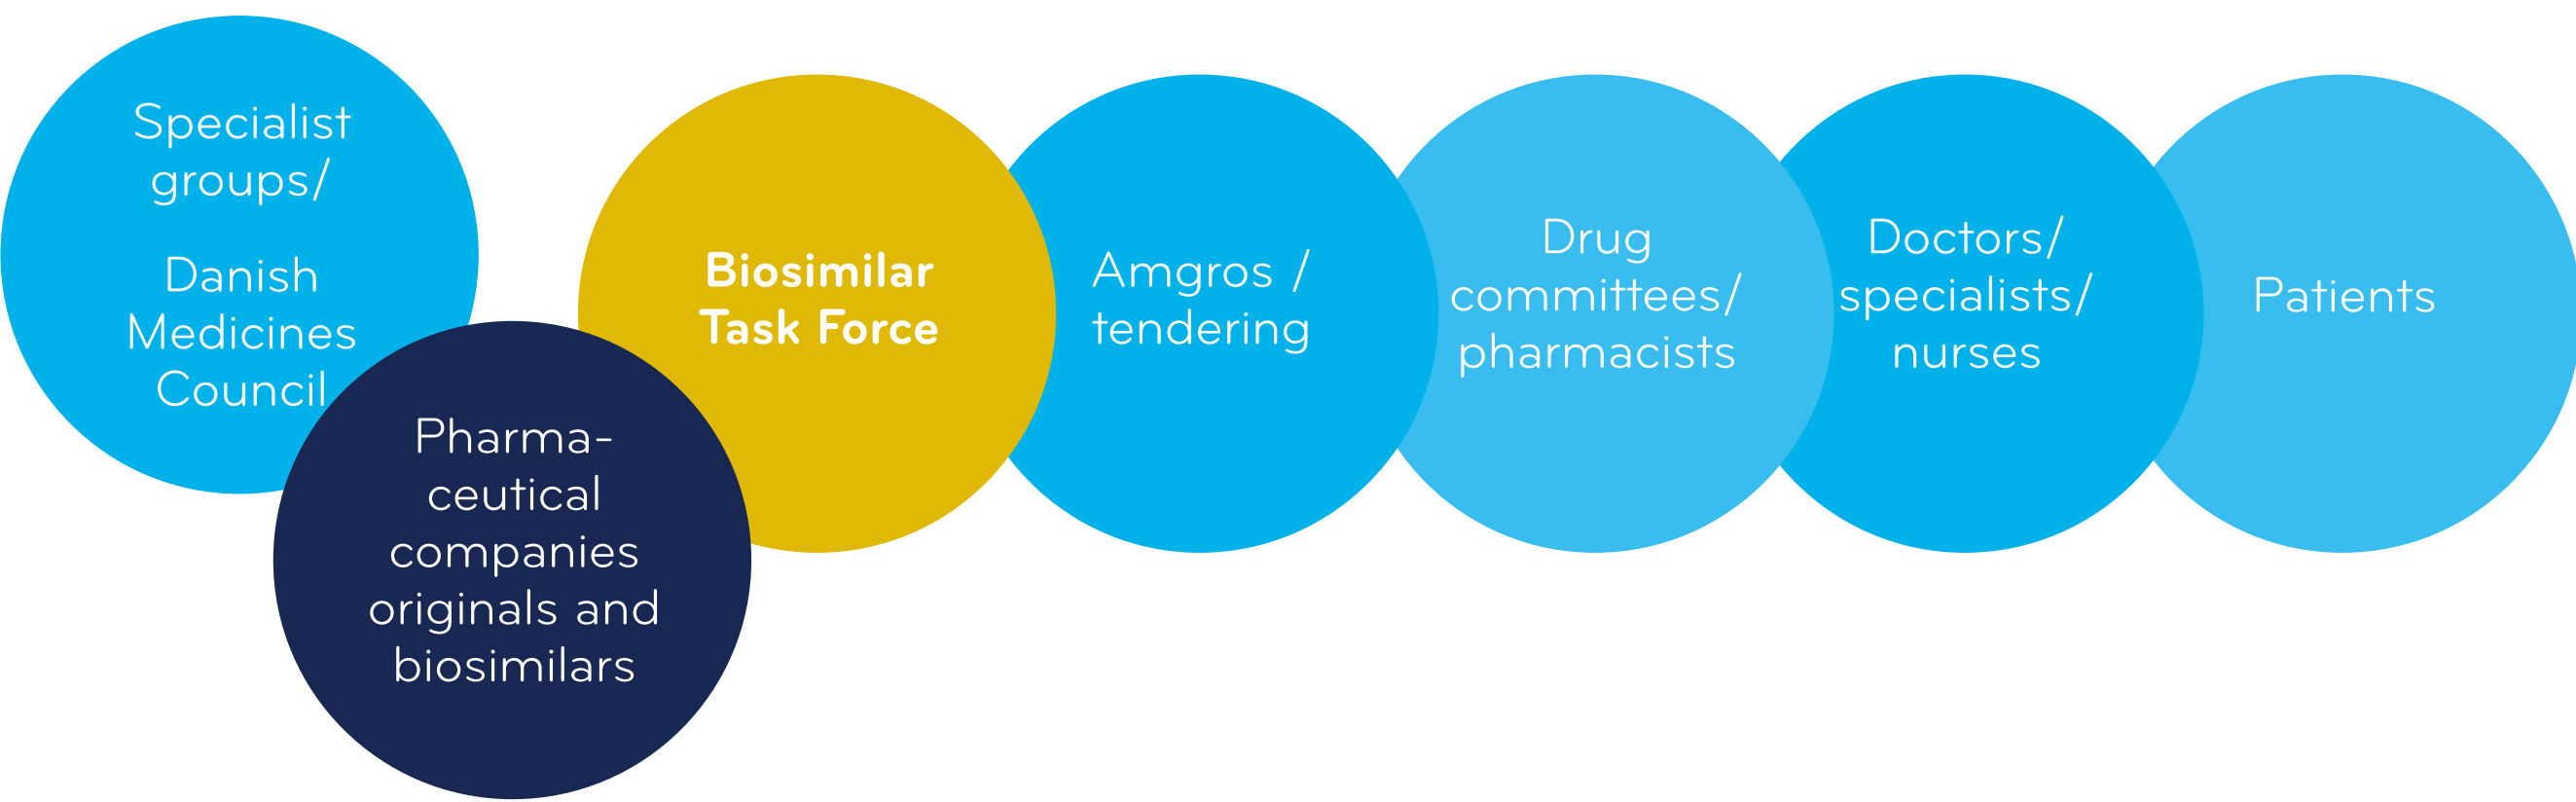 Specialist
groups/
Danish
Medicines
Council
Pharma-
ceutical
companies
originals and
biosimilars
Biosimilar
Task Force
Amgros /
tendering
Drug
committees/
pharmacists
Doctors/
specialists/
nurses
Patients